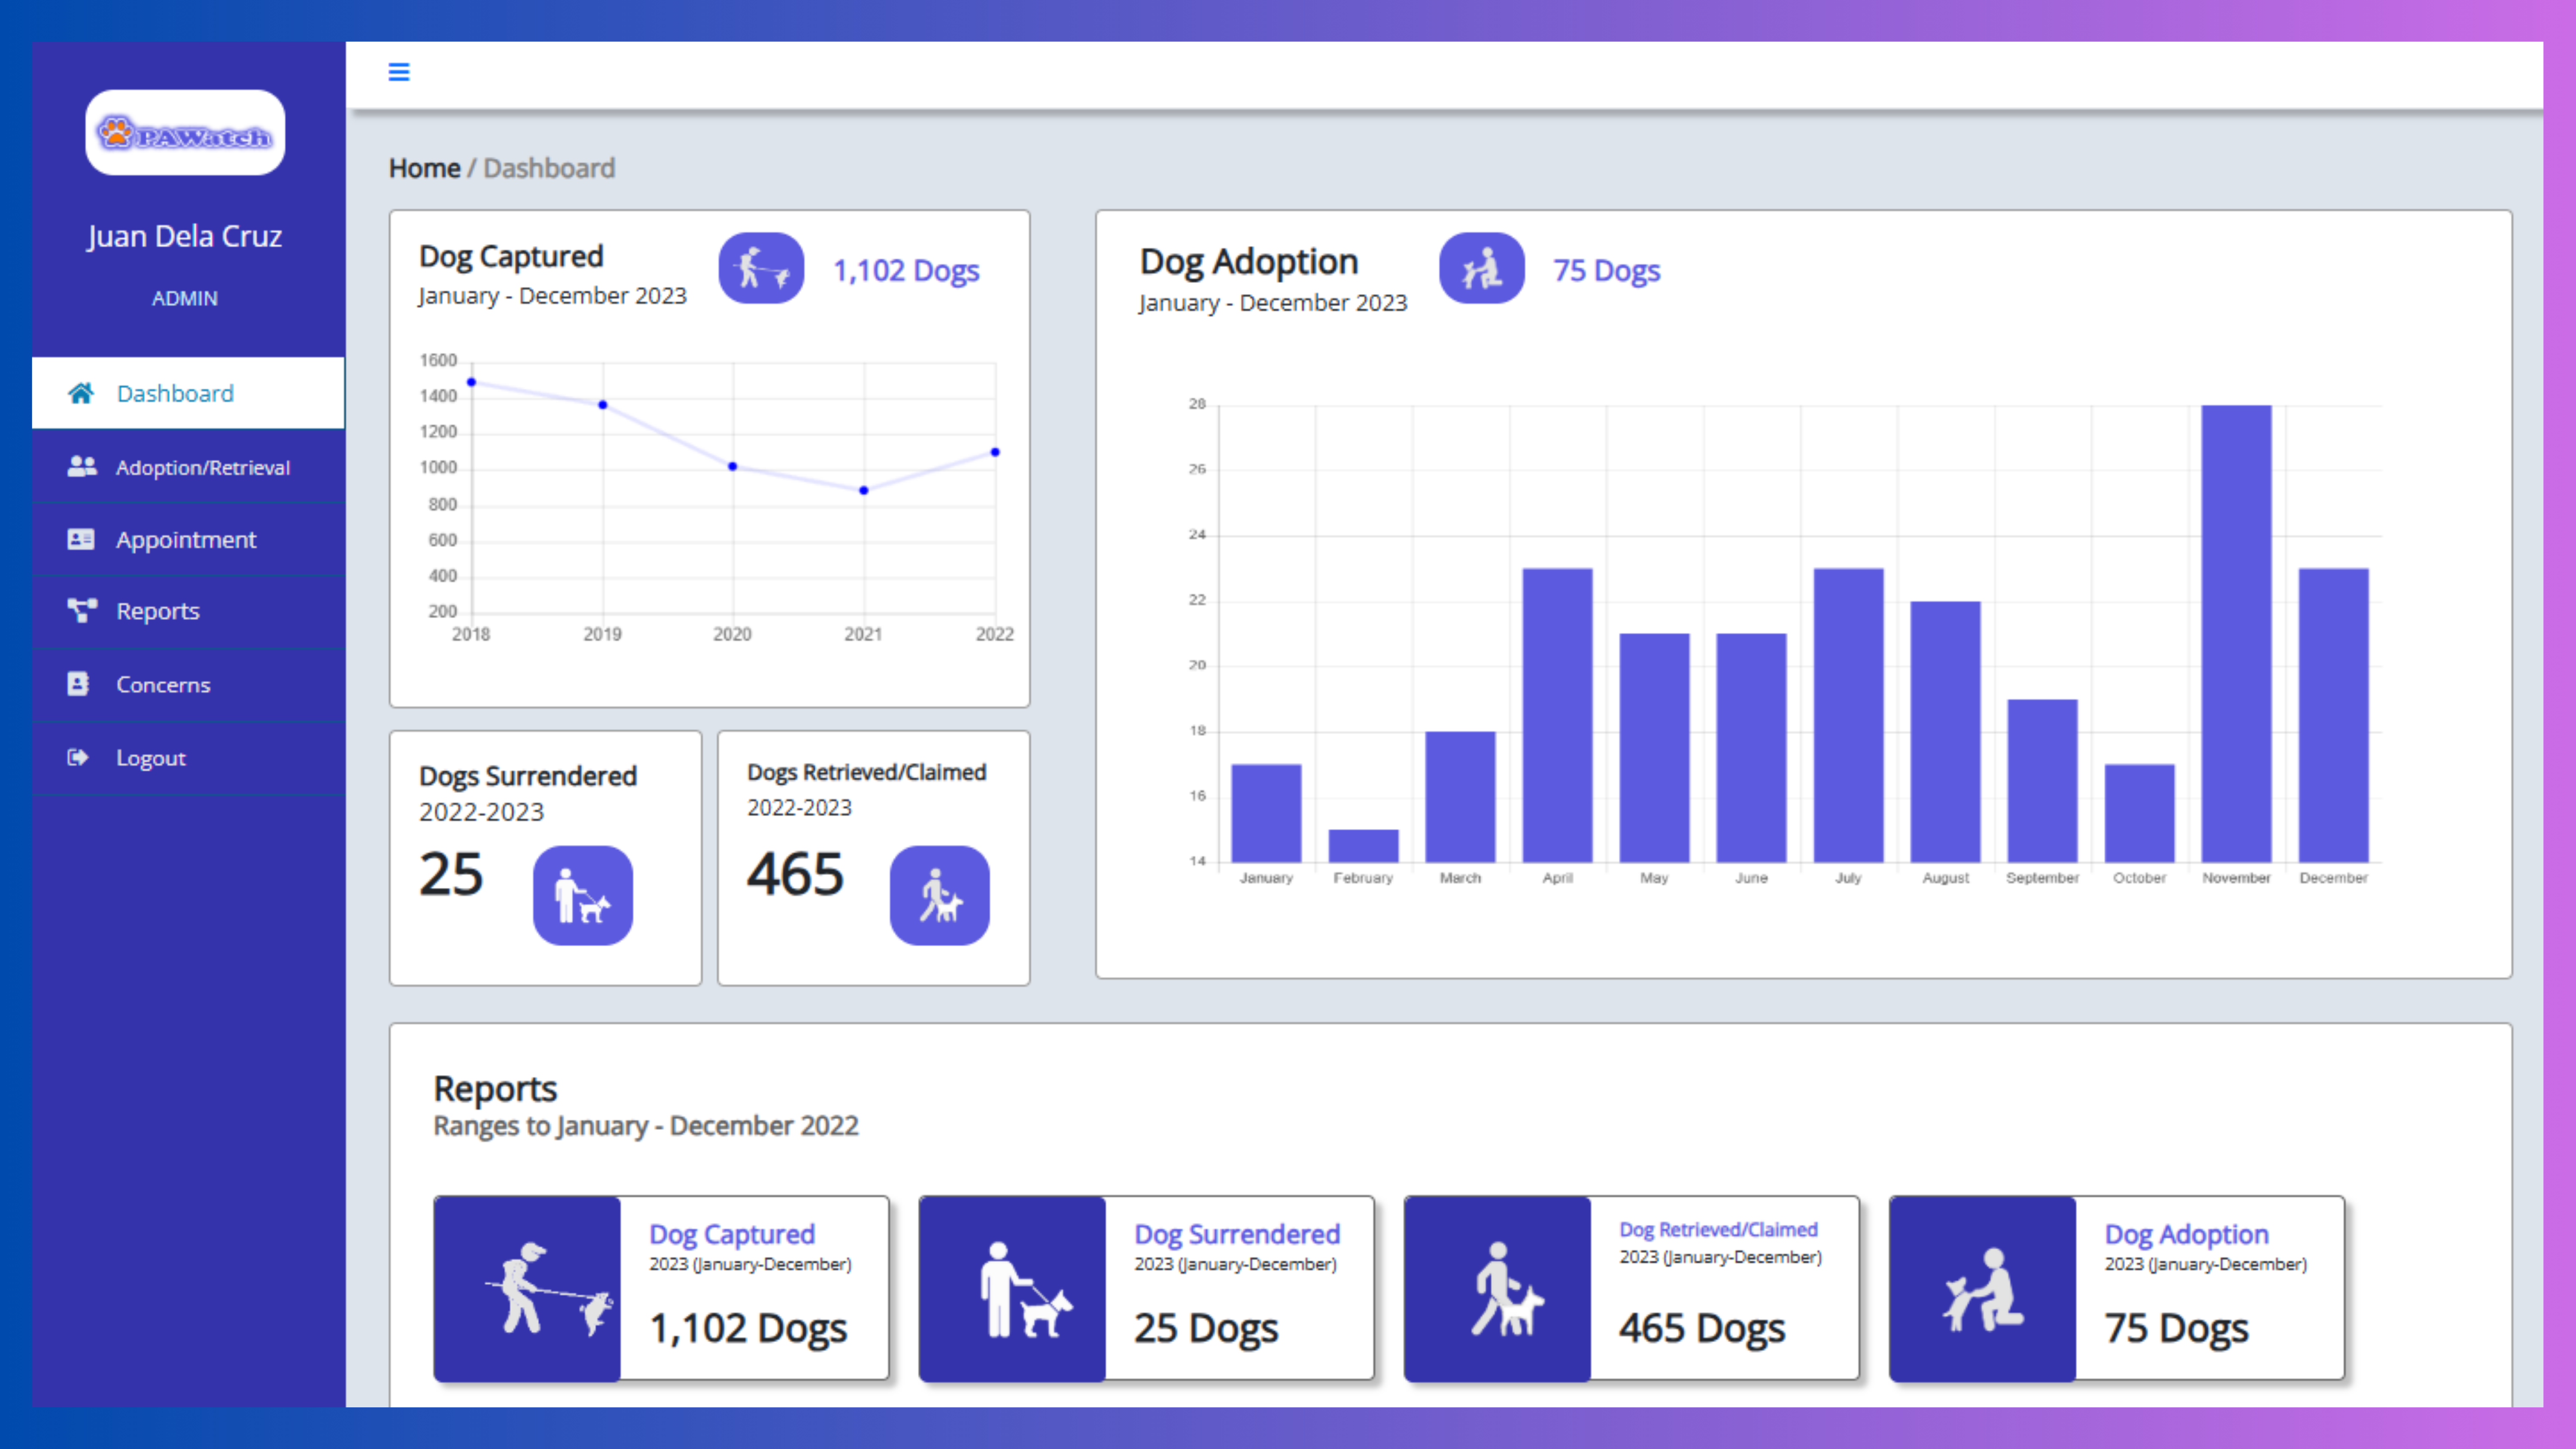 PAWatch
Juan Dela Cruz
ADMIN
Dashboard
Adoption/Retrieval
Appointment
Reports
Concerns
Logout
Home / Dashboard
Dog Captured
January - December 2023
1,102 Dogs
1600
1400
1200
1000
800
600
400
200
2018 2019 2020 2021 2022
Dog Adoption
January - December 2023
75 Dogs
28
26
24
22
20
18
16
14
January February March April May June July August September October November December
Dogs Surrendered
2022-2023
25
Dogs Retrieved/Claimed
2022-2023
465
Reports
Ranges to January - December 2022
Dog Captured
2023 (January-December)
1,102 Dogs
Dog Surrendered
2023 (January-December)
25 Dogs
Dog Retrieved/Claimed
2023 (January-December)
465 Dogs
Dog Adoption
2023 (January-December)
75 Dogs